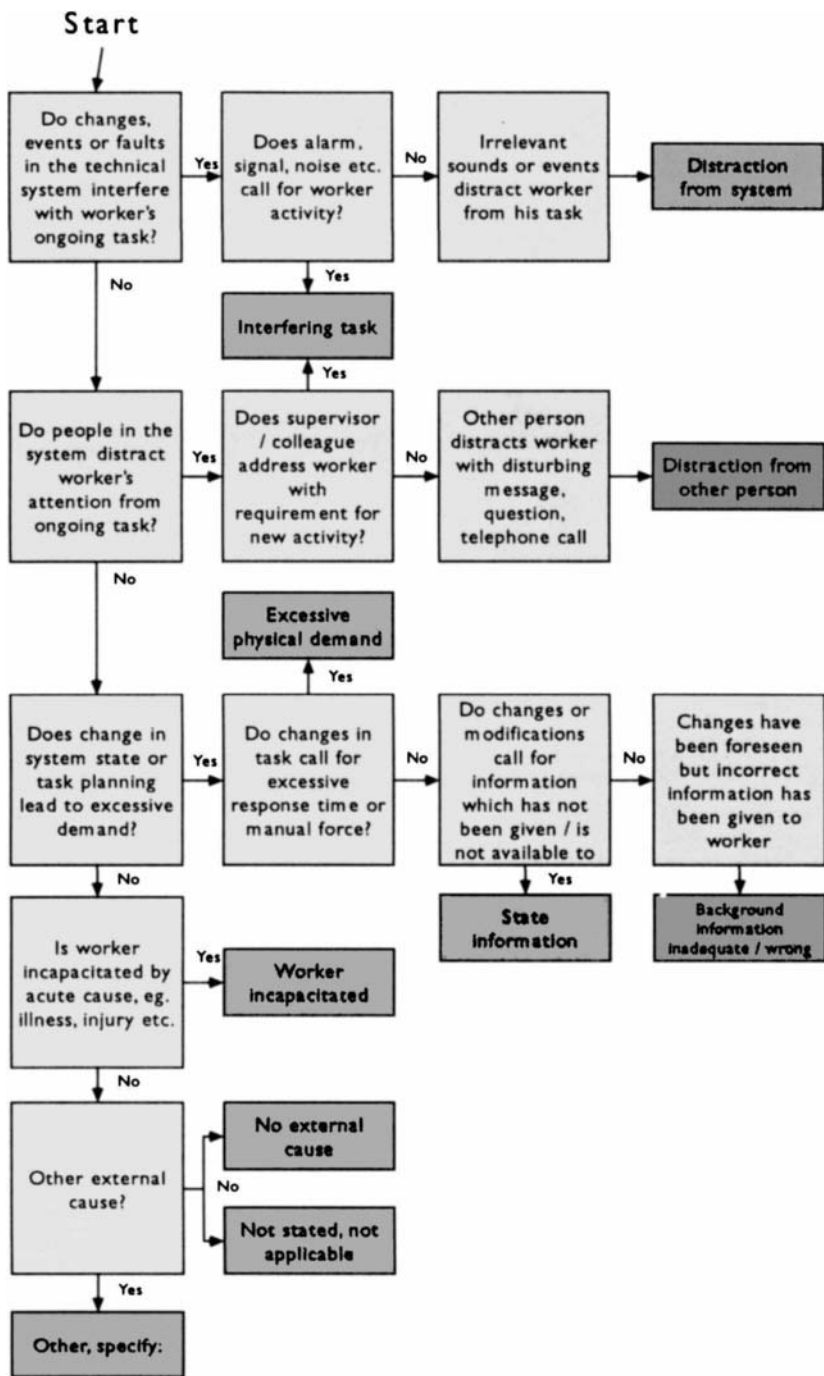 Start
Do changes,
events or faults
in the technical
system interfere
with worker's
ongoing task?
Yes
Does alarm,
signal, noise etc.
call for worker
activity?
No
Irrelevant
sounds or events
distract worker
from his task
Distraction
from system
No
Yes
Interfering task
Yes
Do people in the
system distract
worker's
attention from
ongoing task?
Yes
Does supervisor
/ colleague
address worker
with
requirement for
new activity?
No
Other person
distracts worker
with disturbing
message,
question,
telephone call
Distraction from
other person
No
Excessive
physical demand
Yes
Does change in
system state or
task planning
lead to excessive
demand?
Yes
Do changes in
task call for
excessive
response time or
manual force?
No
Do changes or
modifications
call for
information
which has not
been given / is
not available to
No
Changes have
been foreseen
but incorrect
information has
been given to
worker
No
Yes
State
information
Background
information
inadequate / wrong
Is worker
incapacitated by
acute cause, eg.
illness, injury etc.
Yes
Worker
incapacitated
No
Other external
cause?
No
No external
cause
Not stated, not
applicable
Yes
Other, specify: